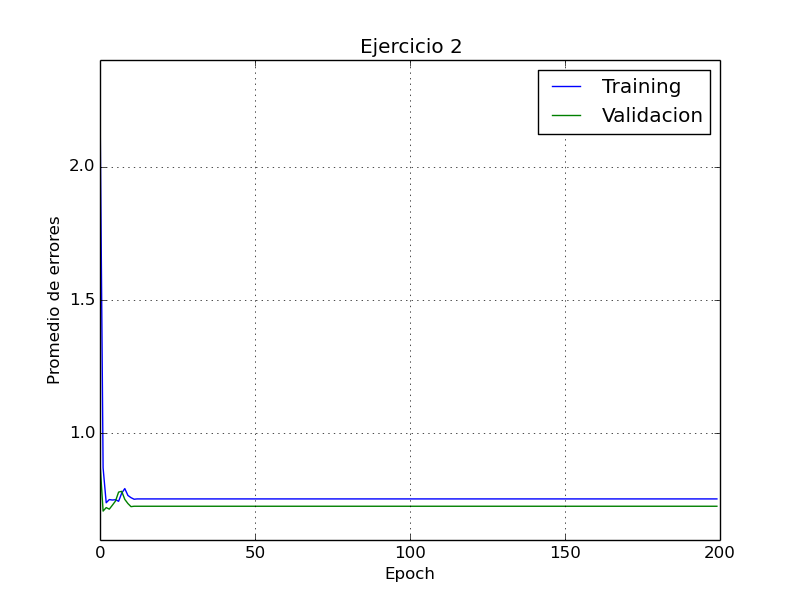 Ejercicio 2
Training
Validacion
2.0
1.5
1.0
Promedio de errores
0 50 100 150 200
Epoch